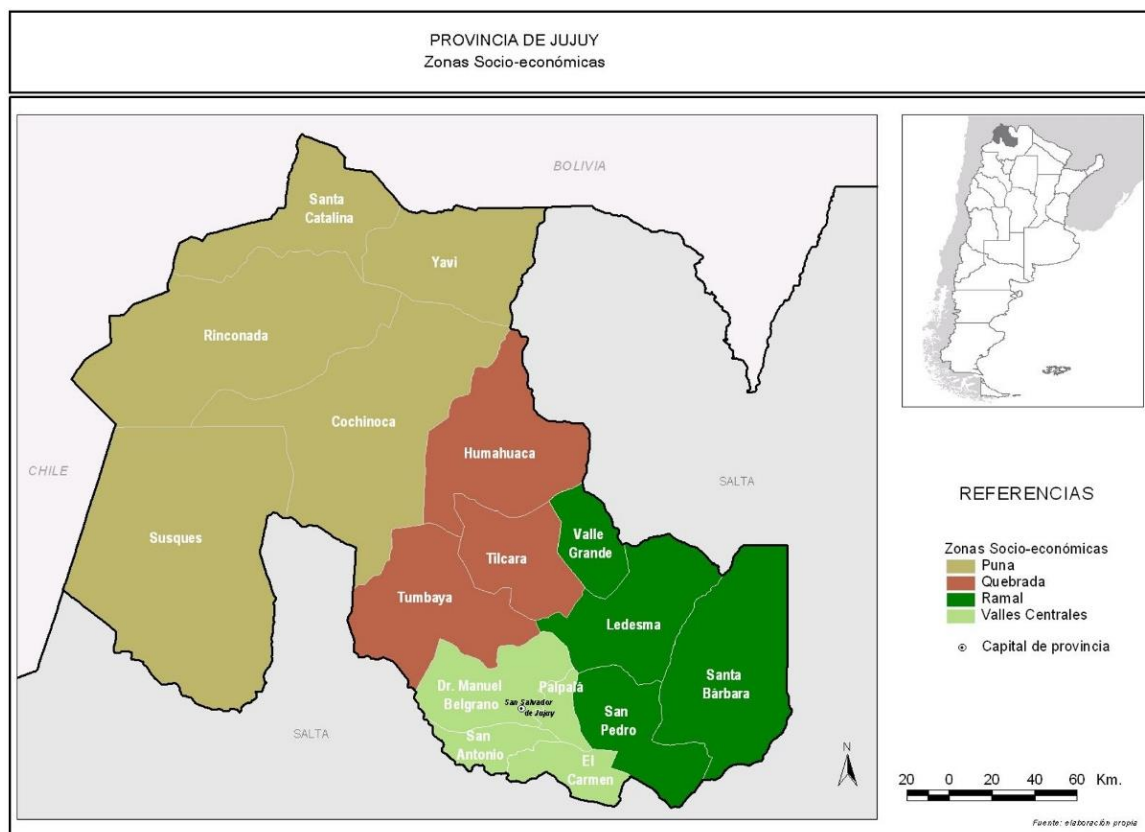 PROVINCIA DE JUJUY
Zonas Socio-económicas
BOLIVIA
Santa
Catalina
Yavi
Rinconada
Cochinoca
Humahuaca
CHILE
SALTA
Susques
Valle
Grande
Tilcara
Tumbaya
Ledesma
Santa
Bárbara
Dr. Manuel
Belgrano
Palpalá
San Salvador
de Jujuy
San
Pedro
SALTA
San
Antonio
El
Carmen
N
REFERENCIAS
Zonas Socio-económicas
Puna
Quebrada
Ramal
Valles Centrales
Capital de provincia
20 0 20 40 60 Km.
Fuente: elaboración propia